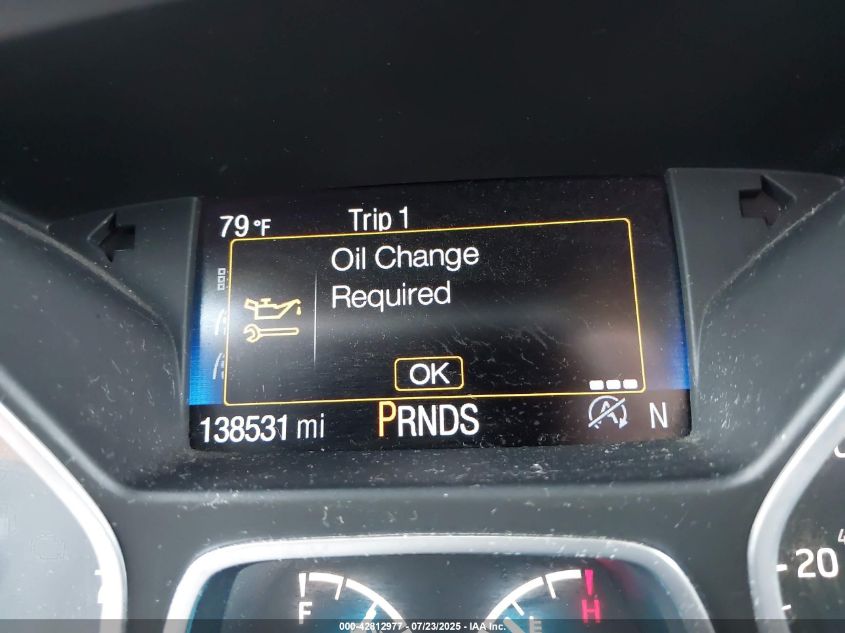 79°F Trip 1
Oil Change
Required
OK
138531 mi PRNDS N
20
F H
000-42812977 - 07/23/2025 - IAA Inc.